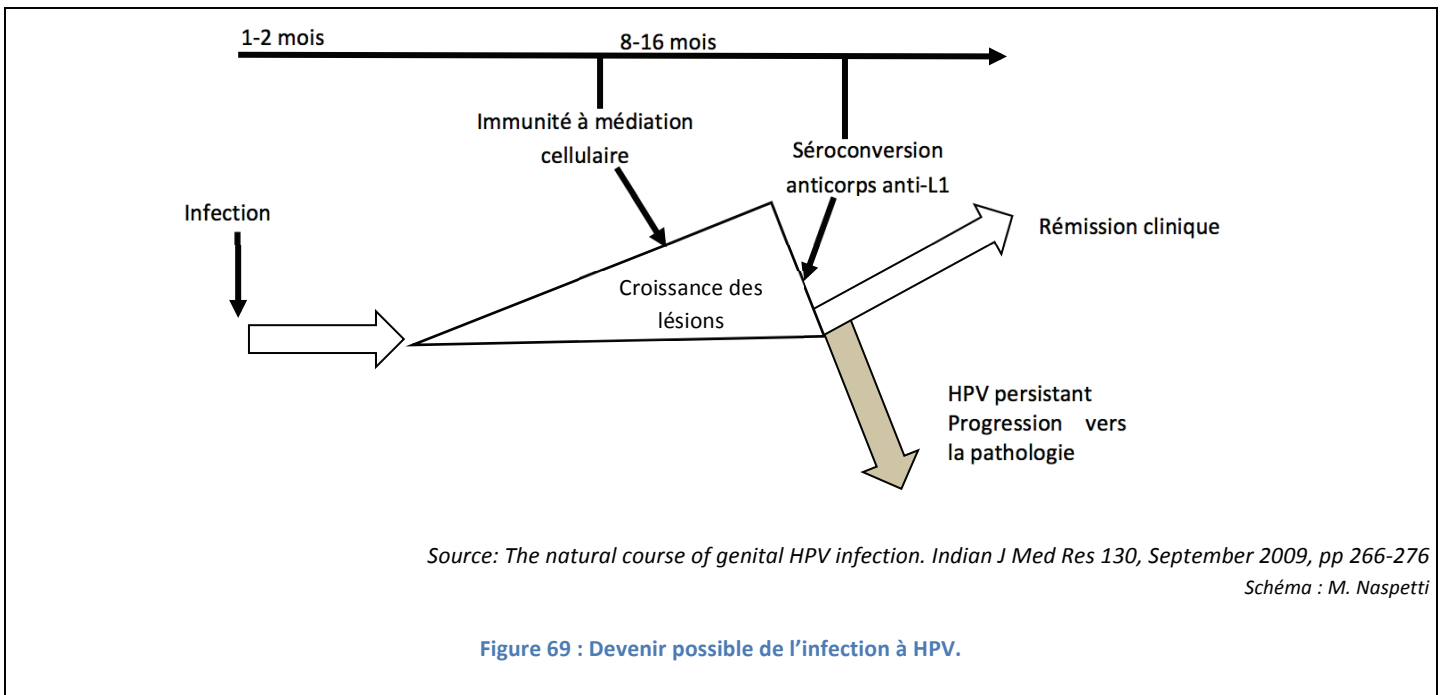 1-2 mois
8-16 mois
Immunité à médiation
cellulaire
Séroconversion
anticorps anti-L1
Infection
Rémission clinique
Croissance des
lésions
HPV persistant
Progression vers
la pathologie
Source: The natural course of genital HPV infection. Indian J Med Res 130, September 2009, pp 266-276
Schéma : M. Naspetti
Figure 69 : Devenir possible de l’infection à HPV.